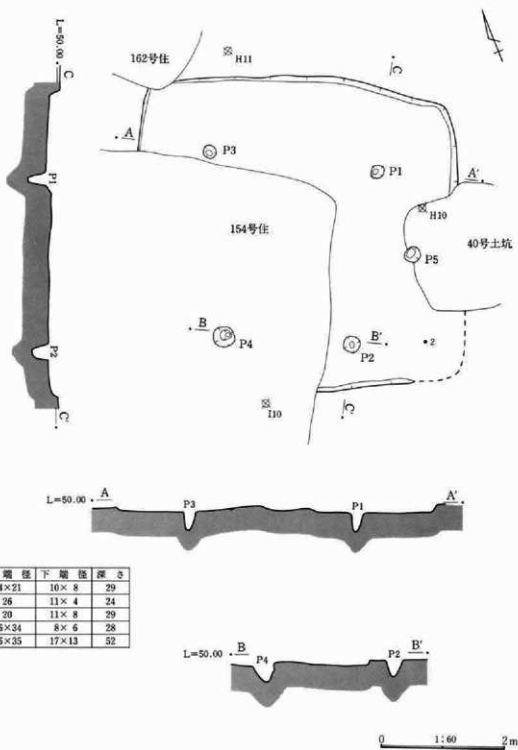 L=50.00
C
162号住
H11
C
A
P3
P1
A'
P1
H10
154号住
40号土坑
P5
B
P4
B'
P2
2
P2
I10
C'
C'
L=50.00
A
P3
P1
A'
端 径 下 端 径 深 さ
×21 10× 8 29
26 11× 4 24
20 11× 8 29
×34 8× 6 28
×35 17×13 52
L=50.00
B
P4
P2
B'
0 1:60 2m